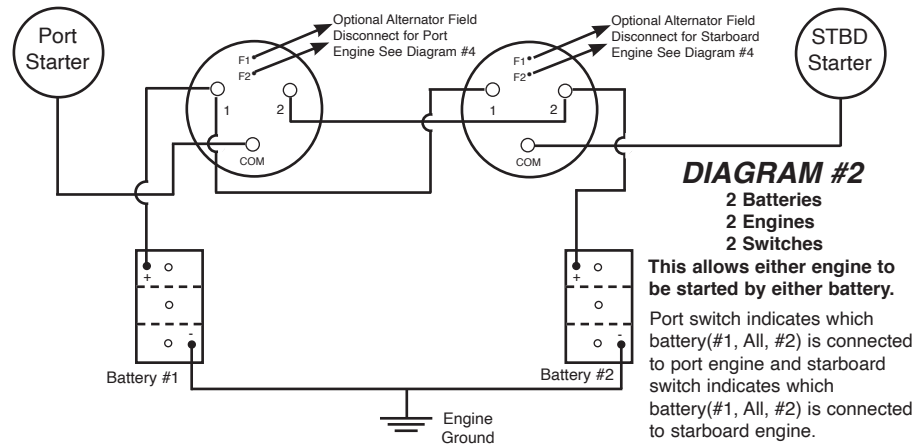 Port
Starter
Optional Alternator Field
Disconnect for Port
Engine See Diagram #4
F1
F2
1
2
COM
Optional Alternator Field
Disconnect for Starboard
Engine See Diagram #4
F1
F2
1
2
COM
STBD
Starter
DIAGRAM #2
2 Batteries
2 Engines
2 Switches
This allows either engine to
be started by either battery.
Port switch indicates which
battery(#1, All, #2) is connected
to port engine and starboard
switch indicates which
battery(#1, All, #2) is connected
to starboard engine.
+
-
Battery #1
+
-
Battery #2
Engine
Ground